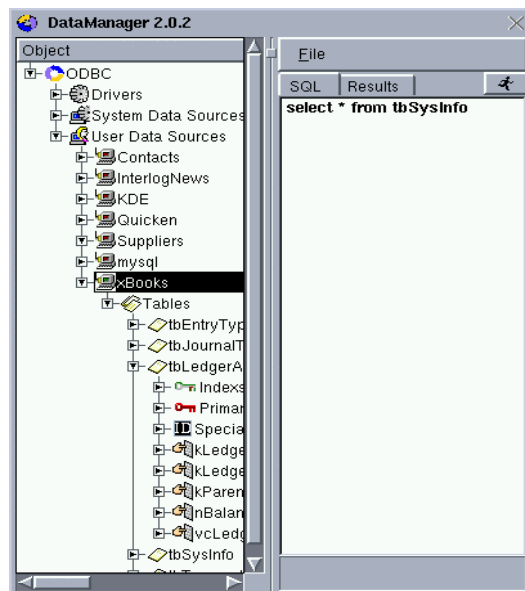 DataManager 2.0.2
Object
ODBC
Drivers
System Data Sources
User Data Sources
Contacts
InterlogNews
KDE
Quicken
Suppliers
mysql
xBooks
Tables
tbEntryTyp
tbJournalT
tbLedgerA
Indexs
Primar
Specia
kLedge
kLedge
kParen
nBalan
vcLedg
tbSysInfo
File
SQL Results
select * from tbSysInfo